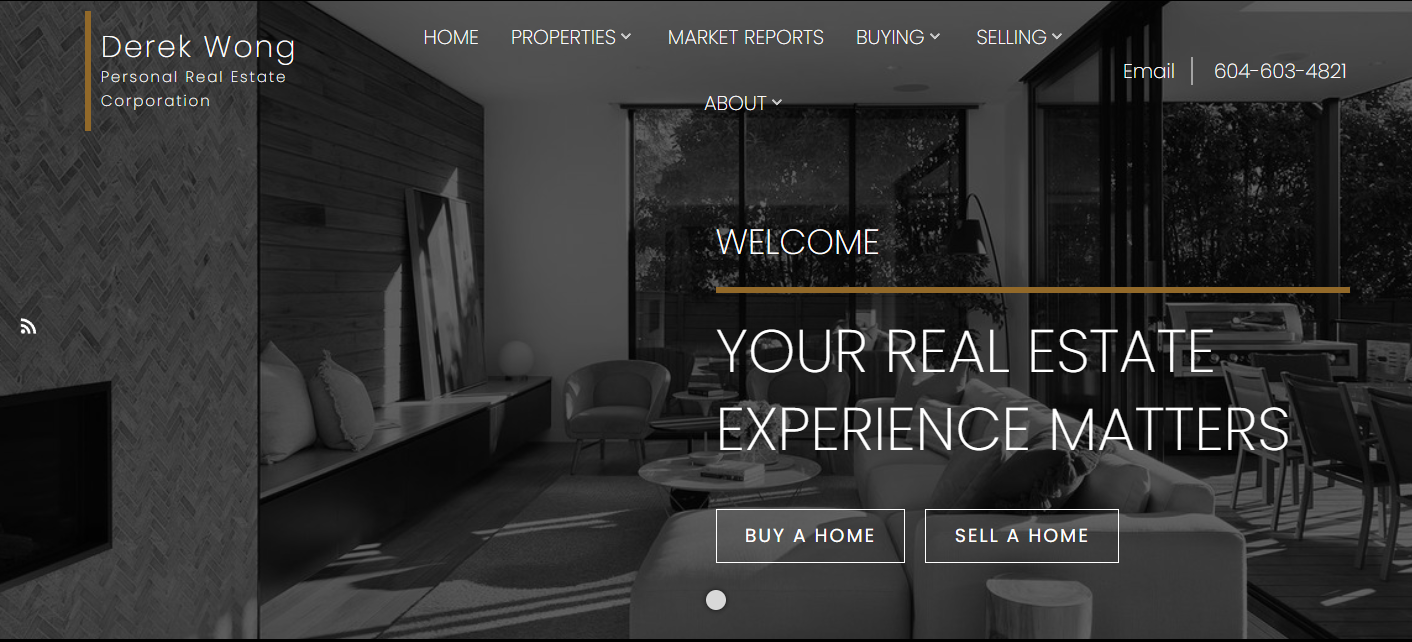 Derek Wong
Personal Real Estate
Corporation
HOME PROPERTIES MARKET REPORTS BUYING SELLING
ABOUT
Email 604-603-4821
WELCOME
YOUR REAL ESTATE
EXPERIENCE MATTERS
BUY A HOME SELL A HOME